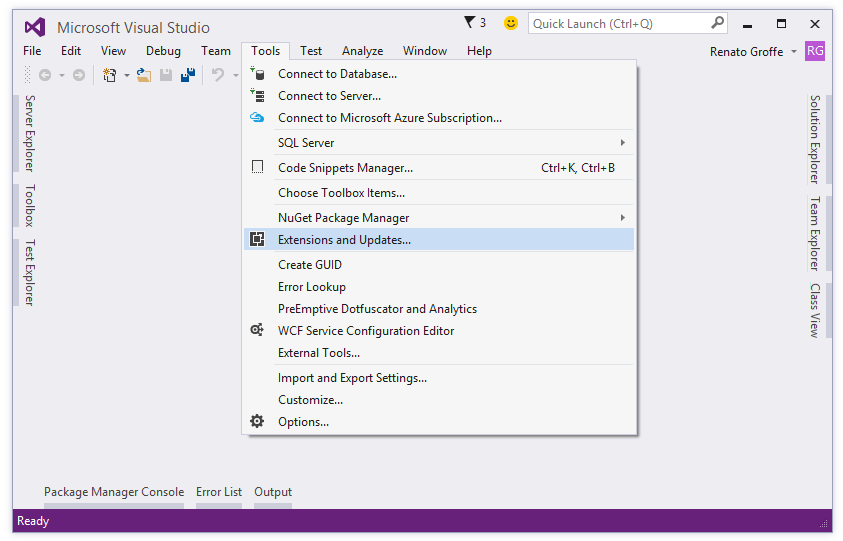 Microsoft Visual Studio
3
Quick Launch (Ctrl+Q)
File Edit View Debug Team Tools Test Analyze Window Help
Renato Groffe RG
Server Explorer
Toolbox
Test Explorer
Connect to Database...
Connect to Server...
Connect to Microsoft Azure Subscription...
SQL Server
Code Snippets Manager... Ctrl+K, Ctrl+B
Choose Toolbox Items...
NuGet Package Manager
Extensions and Updates...
Create GUID
Error Lookup
PreEmptive Dotfuscator and Analytics
WCF Service Configuration Editor
External Tools...
Import and Export Settings...
Customize...
Options...
Solution Explorer
Team Explorer
Class View
Package Manager Console Error List Output
Ready